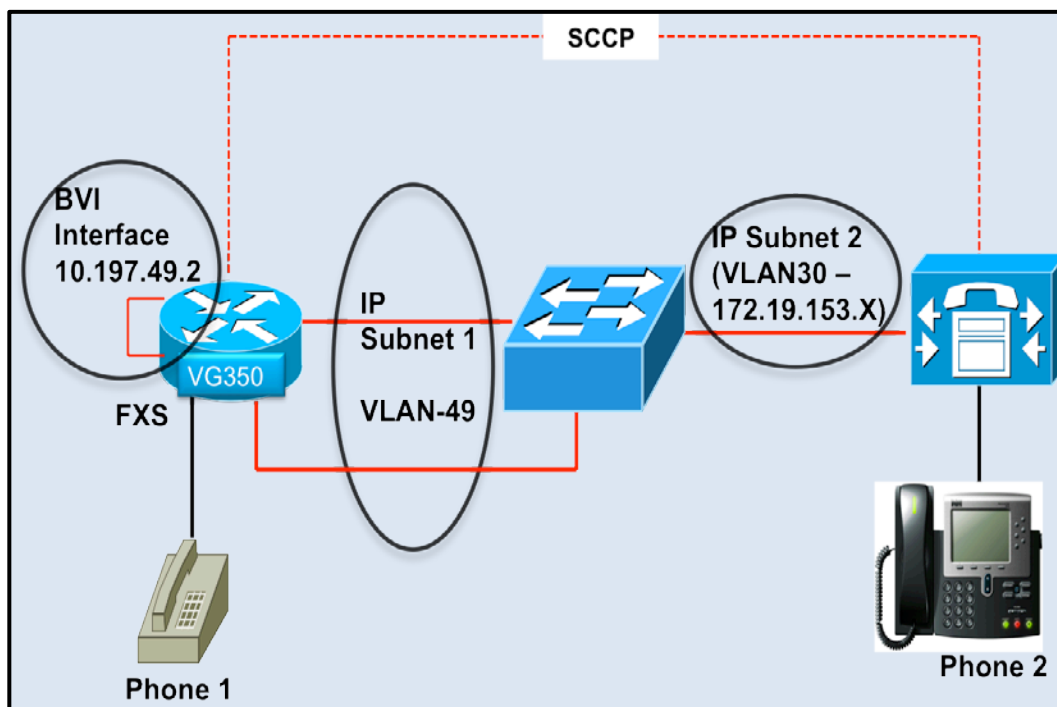 SCCP
BVI
Interface
10.197.49.2
IP
Subnet 1
VLAN-49
IP Subnet 2
(VLAN30 –
172.19.153.X)
VG350
FXS
Phone 1
Phone 2